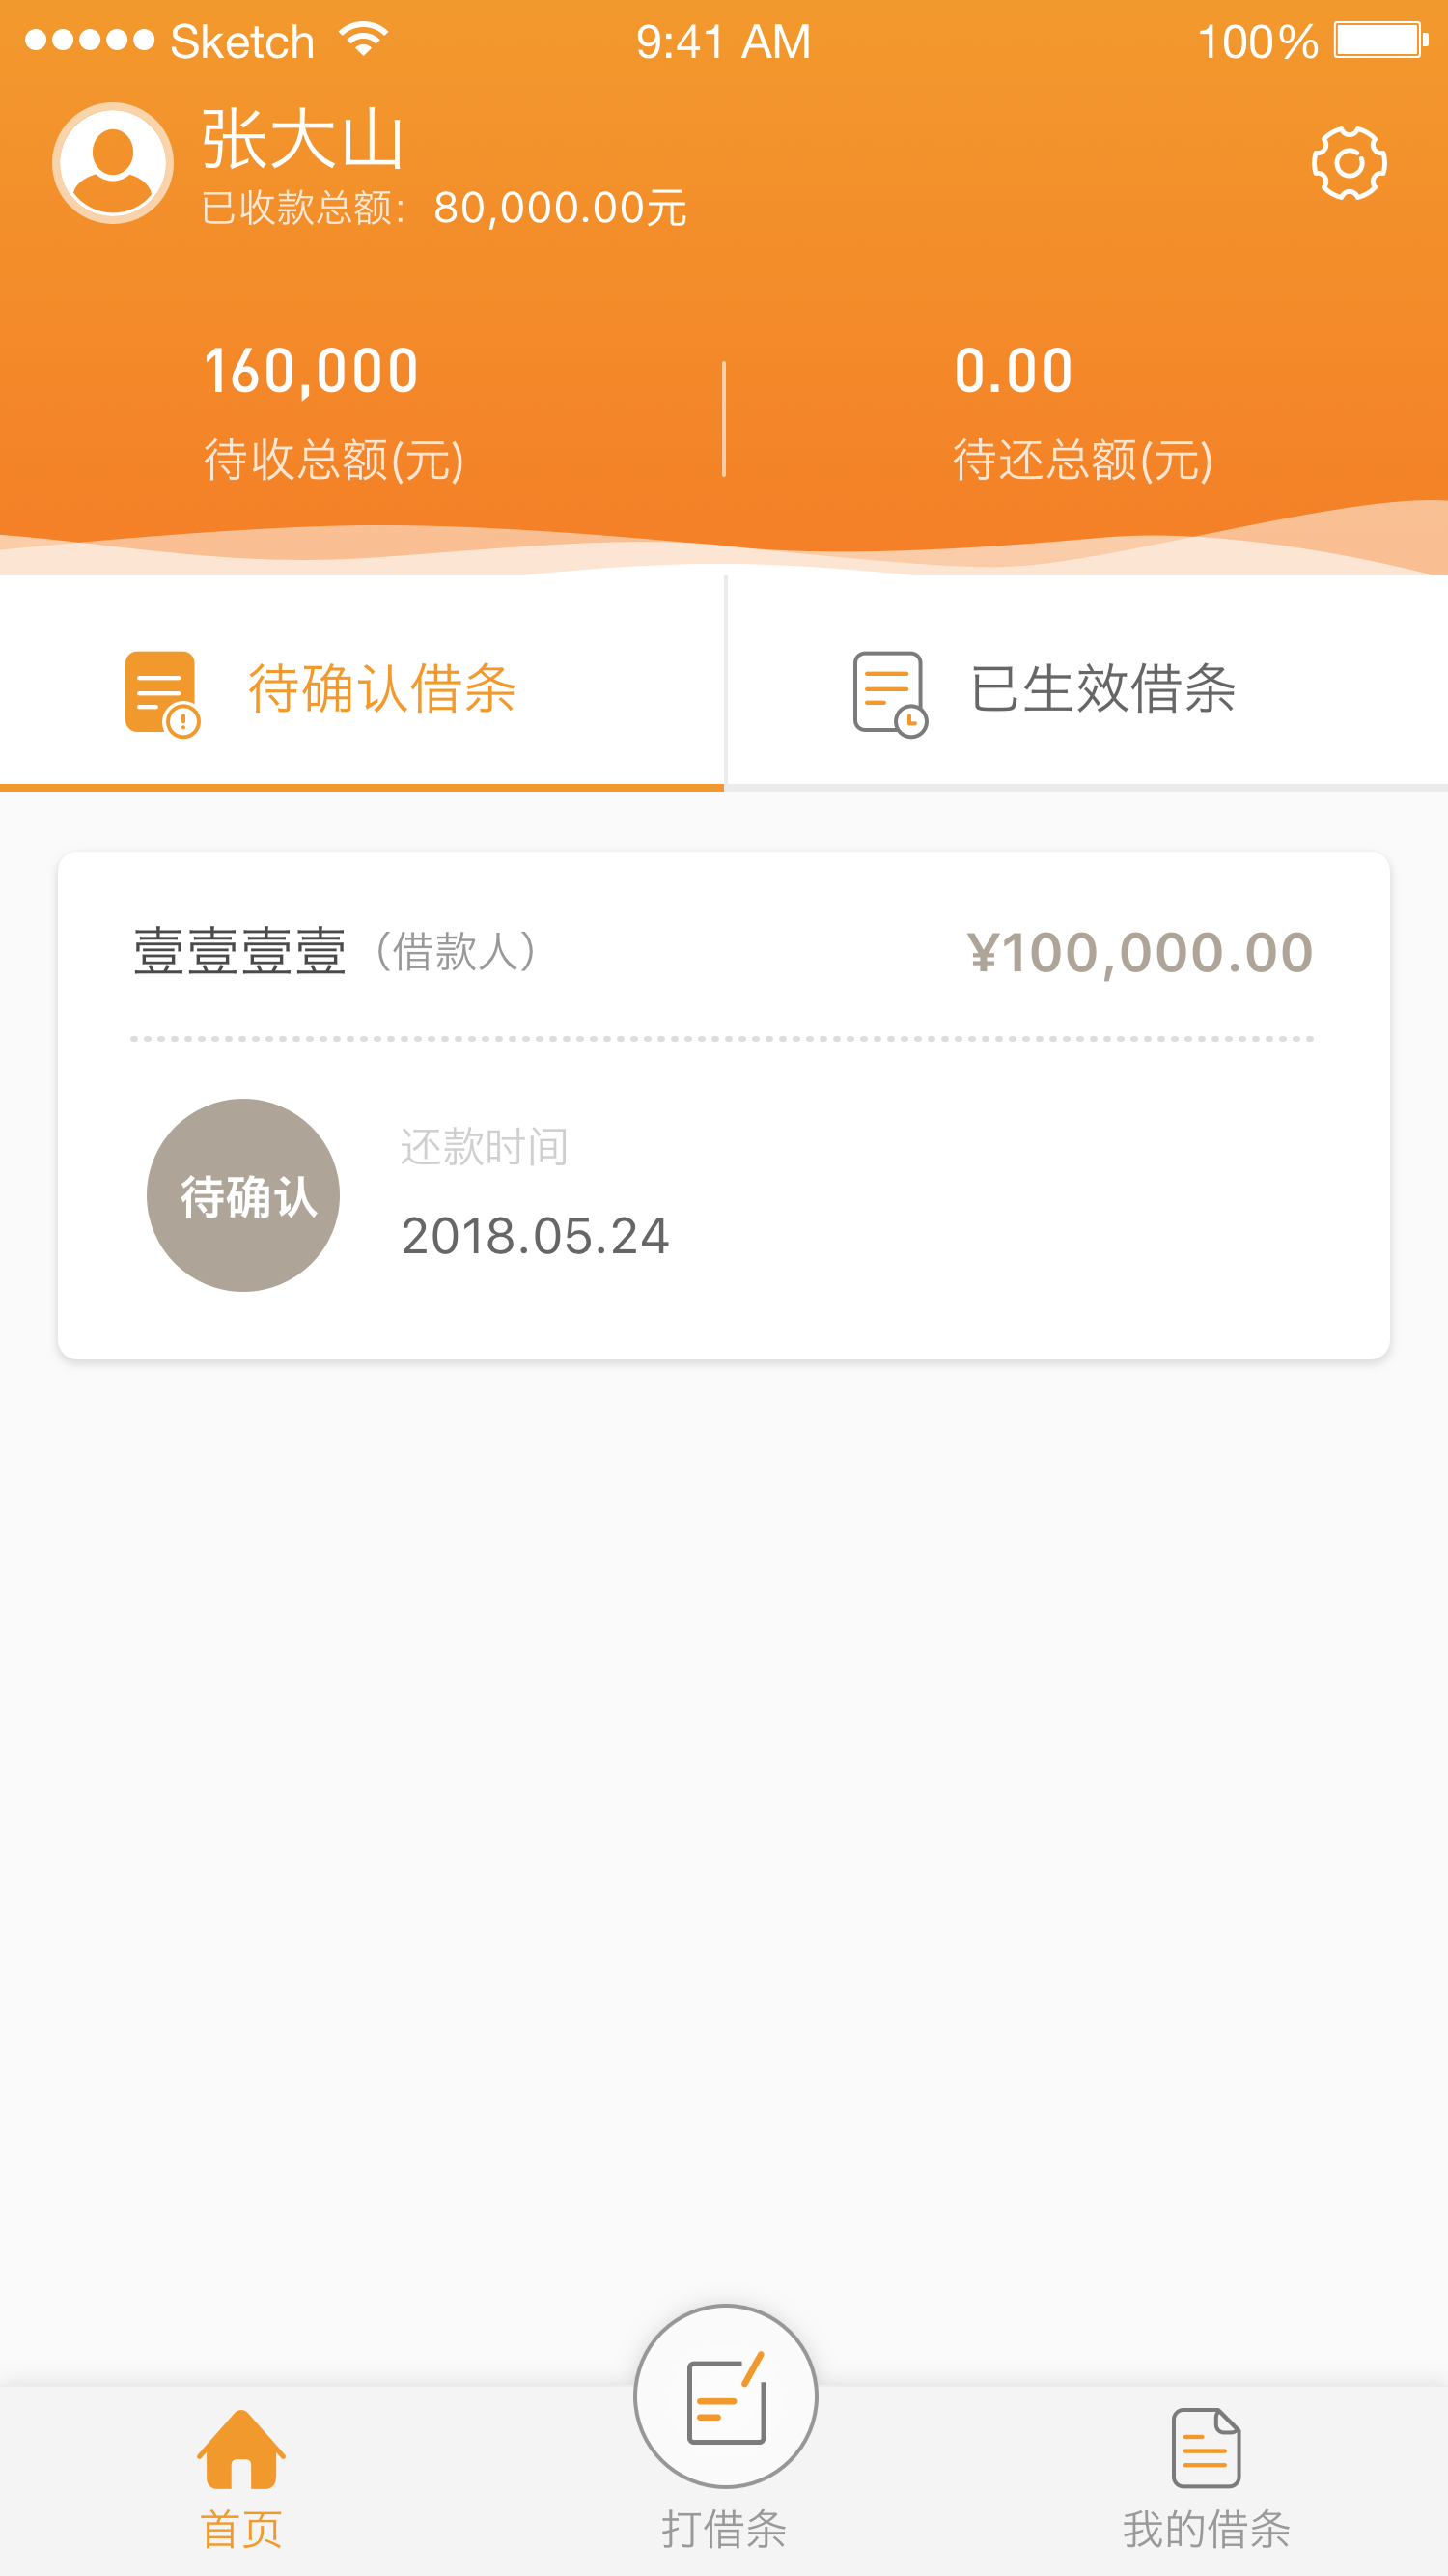 Sketch 9:41 AM 100%
张大山
已收款总额： 80,000.00元
160,000 0.00
待收总额(元) 待还总额(元)
待确认借条 已生效借条
壹壹壹壹（借款人） ¥100,000.00
还款时间
待确认
2018.05.24
首页 打借条 我的借条